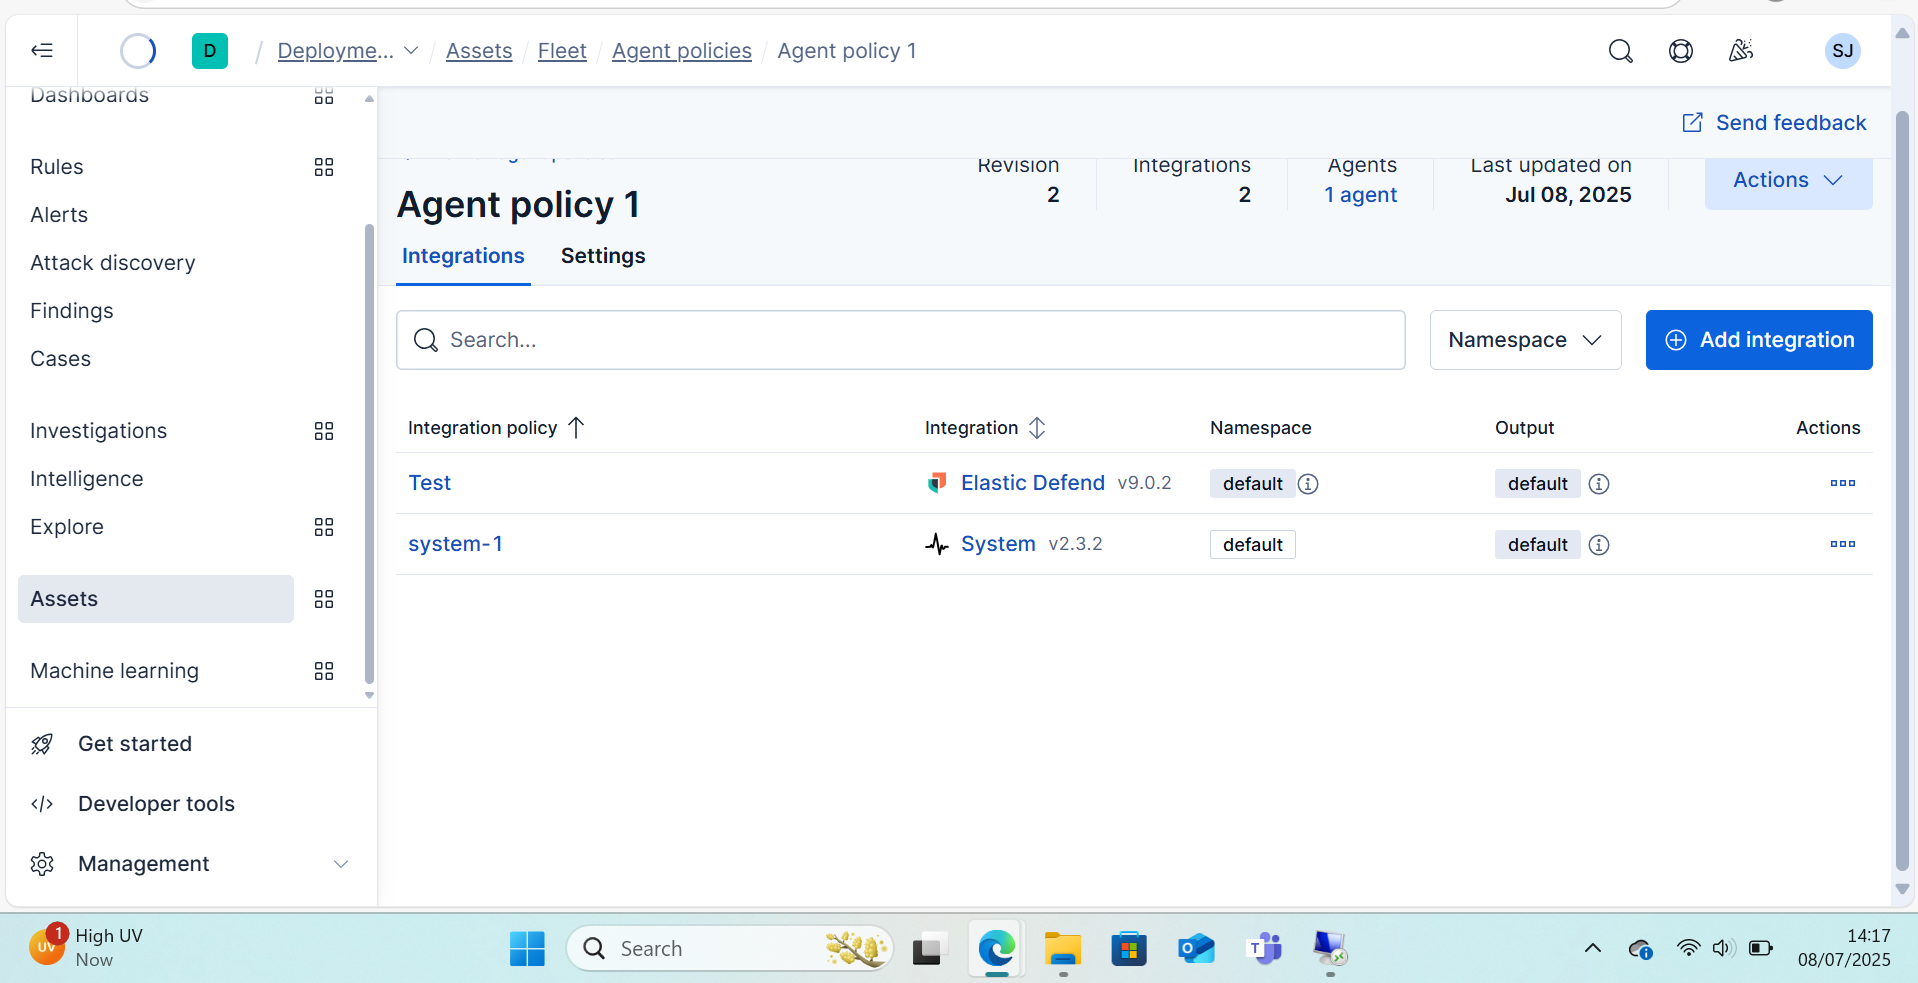 D / Deployme... / Assets / Fleet / Agent policies / Agent policy 1 SJ
Dashboards
Rules
Alerts
Attack discovery
Findings
Cases
Investigations
Intelligence
Explore
Assets
Machine learning
Get started
Developer tools
Management
Send feedback
Agent policy 1
Revision
2
Integrations
2
Agents
1 agent
Last updated on
Jul 08, 2025
Actions
Integrations Settings
Search...
Namespace
Add integration
Integration policy Integration Namespace Output Actions
Test Elastic Defend v9.0.2 default default
system-1 System v2.3.2 default default
UV 1
High UV
Now
Search
14:17
08/07/2025